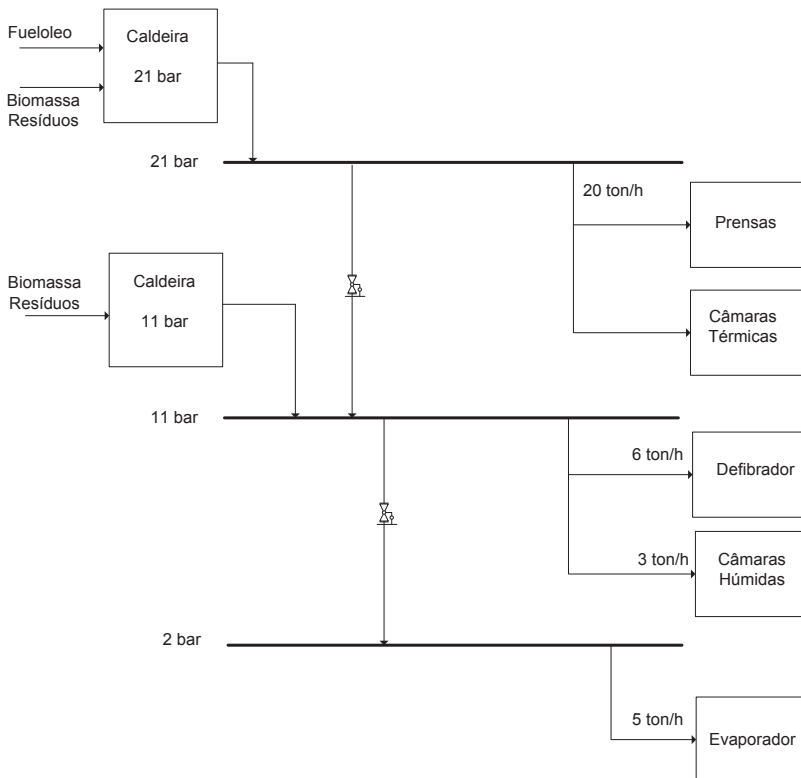 Fueloleo
Caldeira
21 bar
Biomassa
Resíduos
21 bar
20 ton/h
Prensas
Biomassa
Resíduos
Caldeira
11 bar
Câmaras
Térmicas
11 bar
6 ton/h
Defibrador
3 ton/h
Câmaras
Húmidas
2 bar
5 ton/h
Evaporador